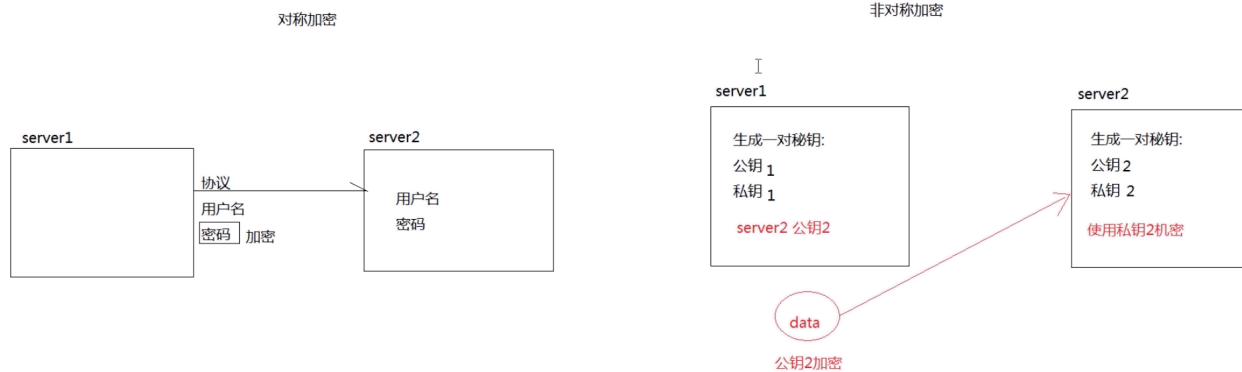 对称加密
server1
server2
协议
用户名
密码 加密
用户名
密码
非对称加密
server1
生成一对秘钥:
公钥 1
私钥 1
server2 公钥2
server2
生成一对秘钥:
公钥 2
私钥 2
使用私钥2机密
data
公钥2加密